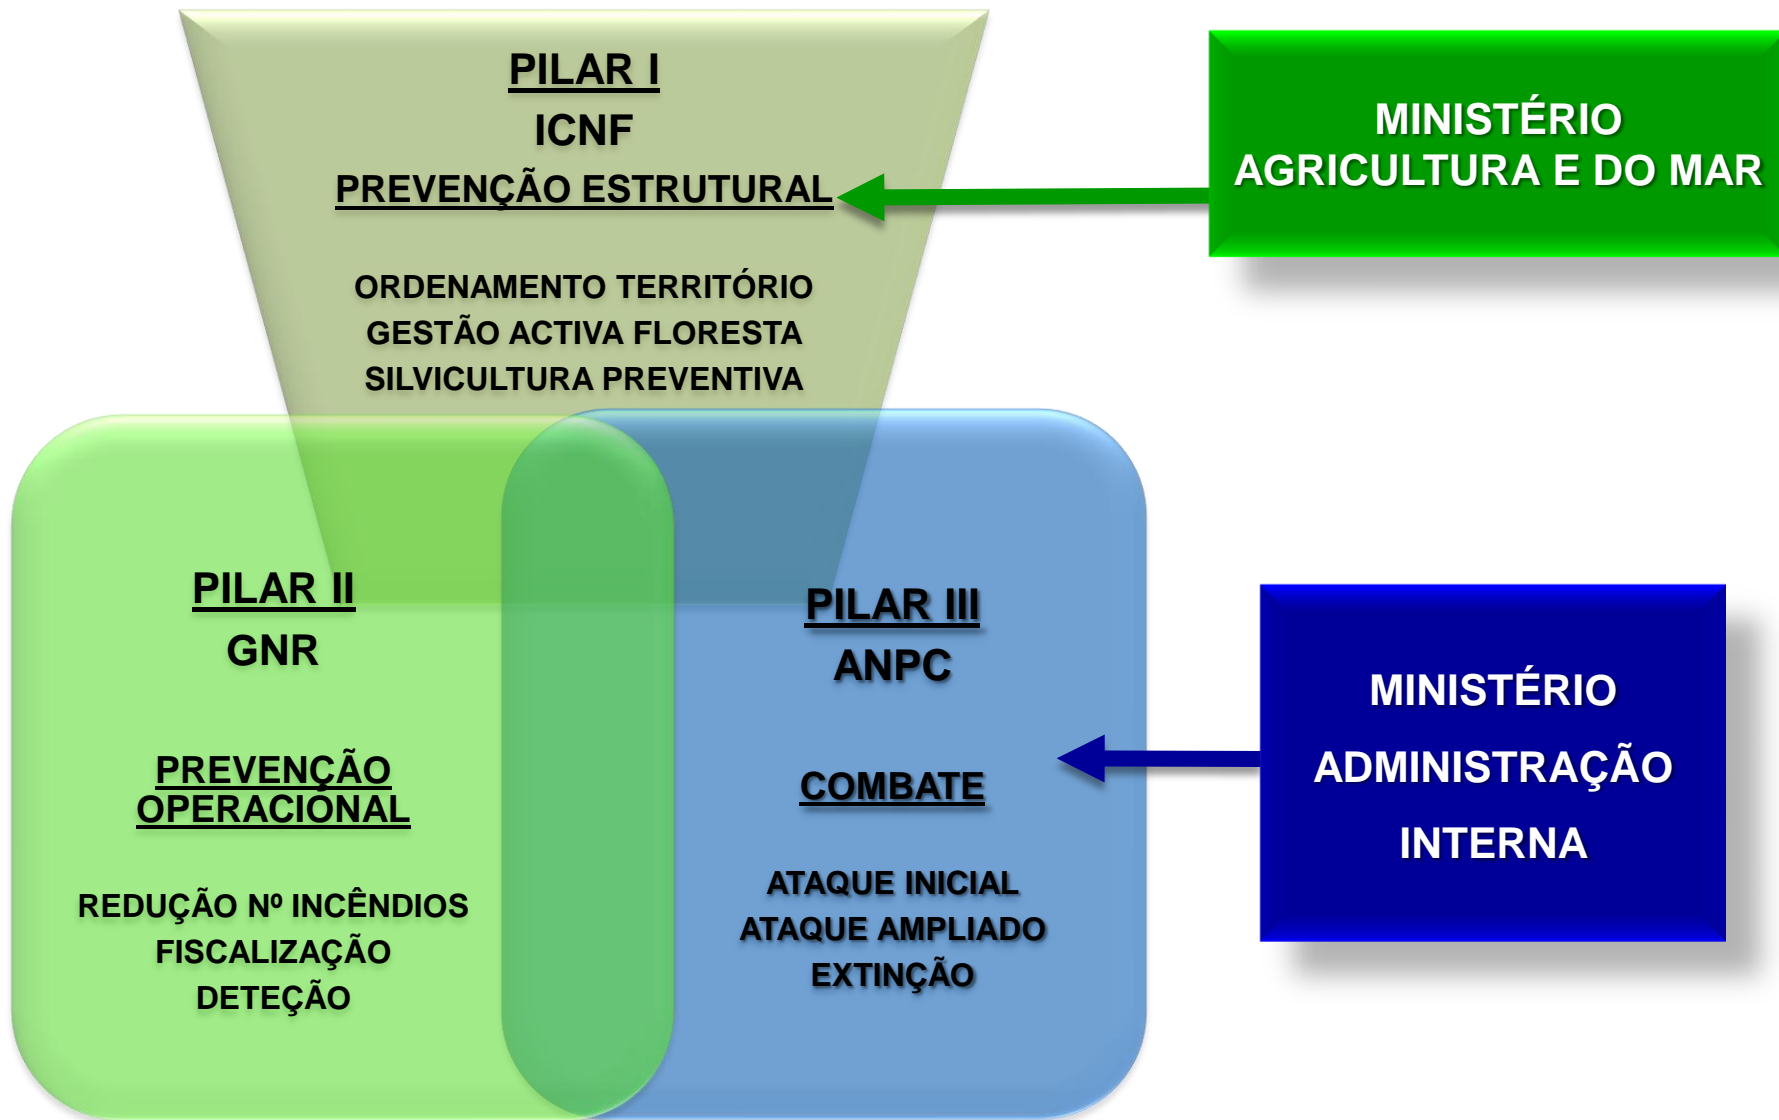 PILAR I
ICNF
PREVENÇÃO ESTRUTURAL
ORDENAMENTO TERRITÓRIO
GESTÃO ACTIVA FLORESTA
SILVICULTURA PREVENTIVA
MINISTÉRIO
AGRICULTURA E DO MAR
PILAR II
GNR
PREVENÇÃO
OPERACIONAL
REDUÇÃO Nº INCÊNDIOS
FISCALIZAÇÃO
DETEÇÃO
PILAR III
ANPC
COMBATE
ATAQUE INICIAL
ATAQUE AMPLIADO
EXTINÇÃO
MINISTÉRIO
ADMINISTRAÇÃO
INTERNA